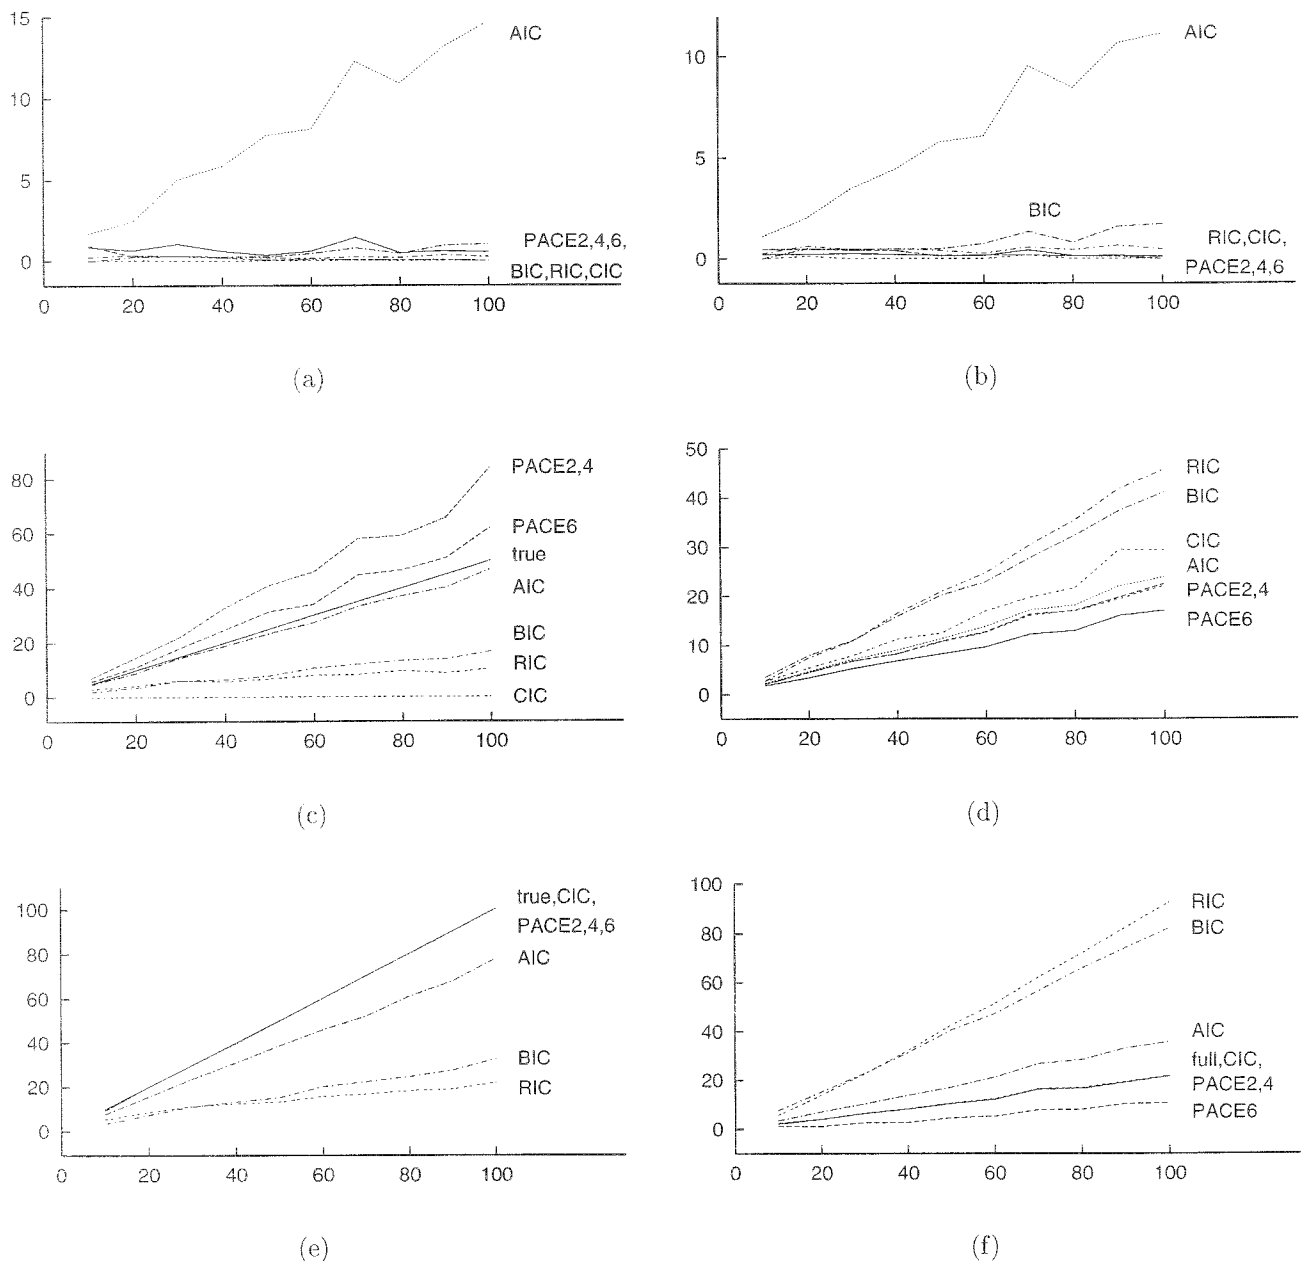 15
10
5
0
0
20
40
60
80
100
AIC
PACE2,4,6,
BIC,RIC,CIC
(a)
10
5
0
0
20
40
60
80
100
AIC
BIC
RIC,CIC,
PACE2,4,6
(b)
80
60
40
20
0
0
20
40
60
80
100
PACE2,4
PACE6
true
AIC
BIC
RIC
CIC
(c)
50
40
30
20
10
0
0
20
40
60
80
100
RIC
BIC
CIC
AIC
PACE2,4
PACE6
(d)
100
80
60
40
20
0
0
20
40
60
80
100
true,CIC,
PACE2,4,6
AIC
BIC
RIC
(e)
100
80
60
40
20
0
0
20
40
60
80
100
RIC
BIC
AIC
full,CIC,
PACE2,4
PACE6
(f)